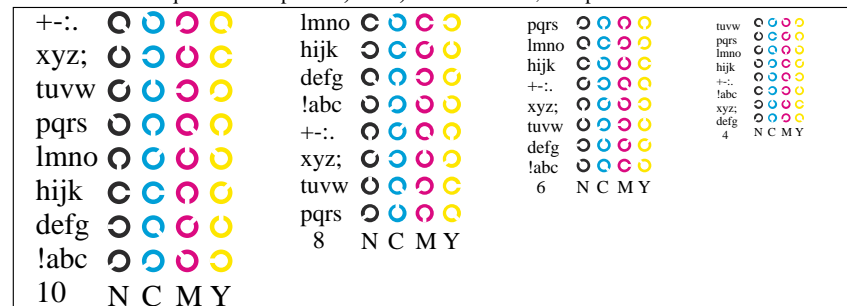 +-:.
xyz;
tuvw
pqrs
lmno
hijk
defg
!abc
10 N C M Y
lmno
hijk
defg
!abc
+-:.
xyz;
tuvw
pqrs
8 N C M Y
pqrs
lmno
hijk
+-:.
xyz;
tuvw
defg
!abc
6 N C M Y
tuvw
pqrs
lmno
hijk
+-:.
!abc
xyz;
defg
4 N C M Y